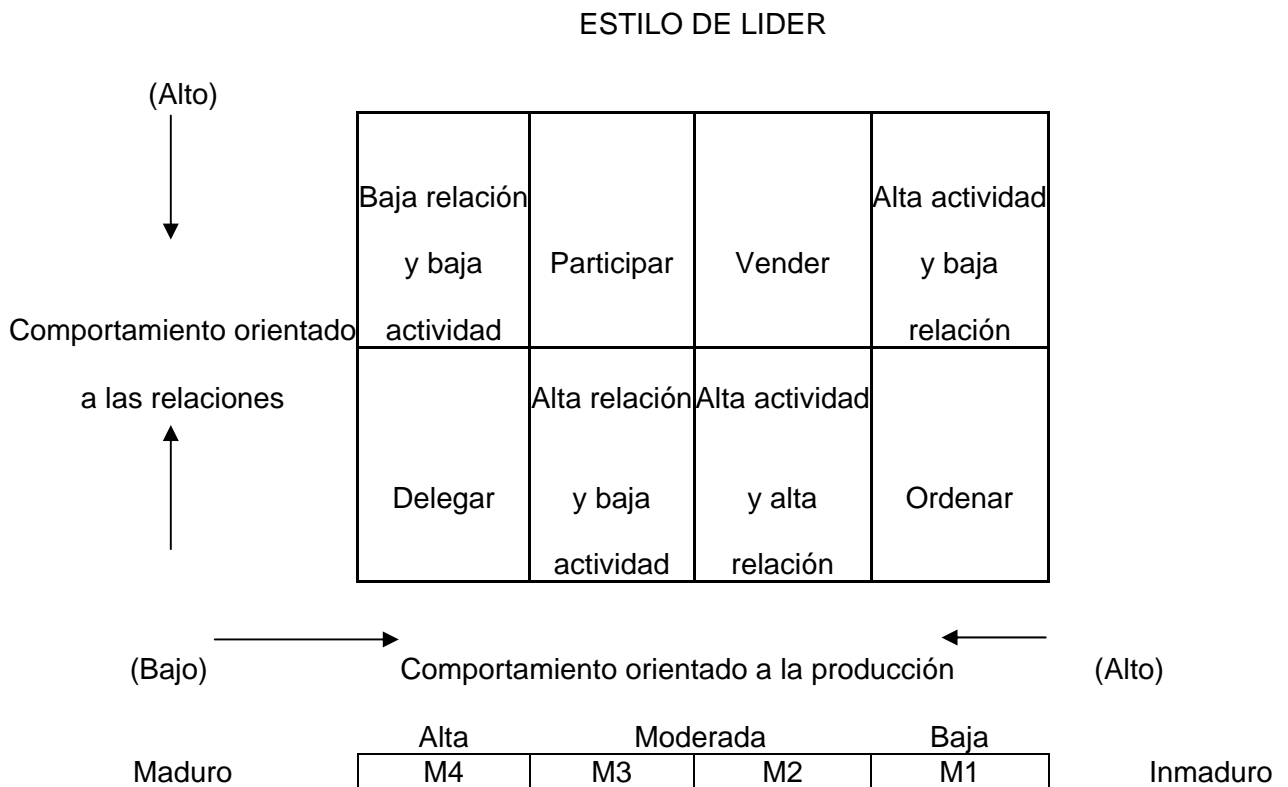 ESTILO DE LIDER
(Alto)
Baja relación
y baja
actividad
Participar
Vender
Alta actividad
y baja
relación
Comportamiento orientado
a las relaciones
Delegar
Alta relación
y baja
actividad
Alta actividad
y alta
relación
Ordenar
(Bajo)
Comportamiento orientado a la producción
(Alto)
Alta
Moderada
Baja
Maduro
M4
M3
M2
M1
Inmaduro